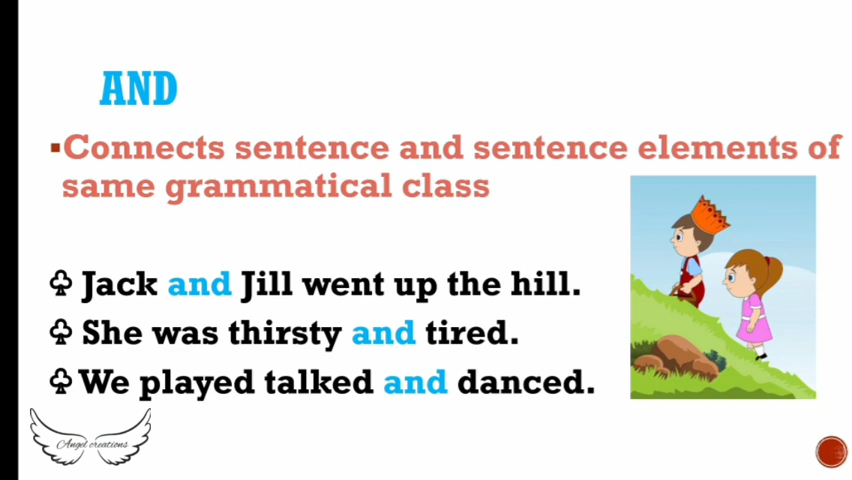 AND
▪Connects sentence and sentence elements of
same grammatical class
♧ Jack and Jill went up the hill.
♧ She was thirsty and tired.
♧ We played talked and danced.
Angel creations